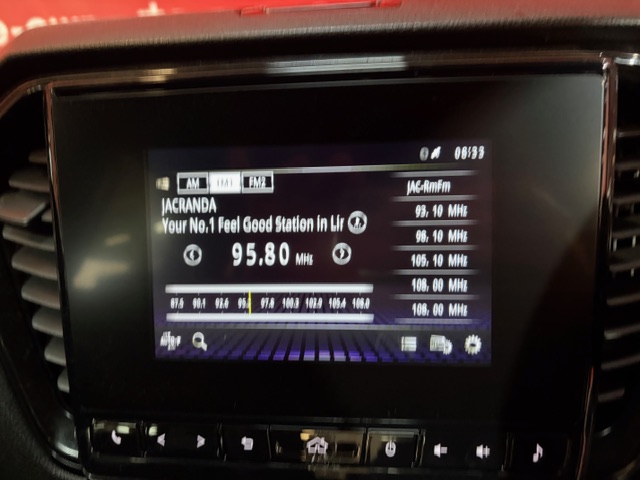 06:33
AM FM1 FM2
JACRANDA
Your No.1 Feel Good Station in Lir
95.80 MHz
87.5 90.1 92.6 95. 97.8 100.3 102.9 105.4 108.0
JAC-RmFm
93.10 MHz
98.10 MHz
105.10 MHz
108.00 MHz
108.00 MHz